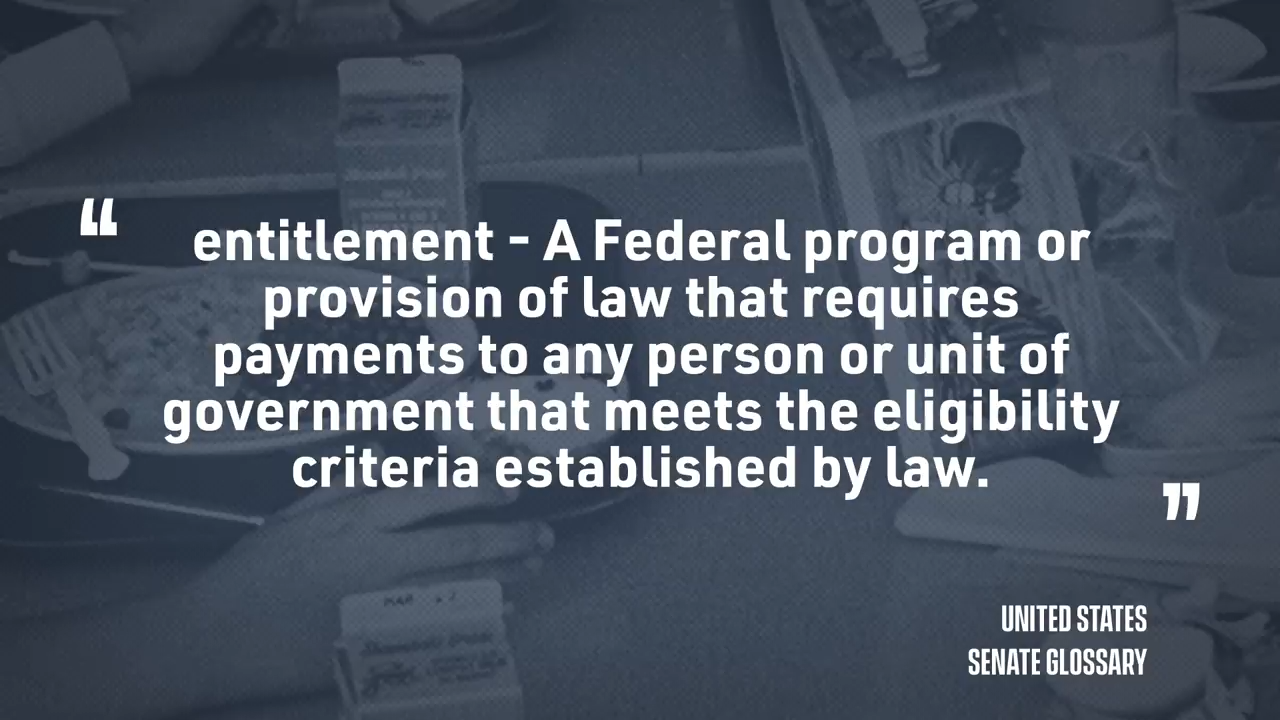 “
entitlement - A Federal program or
provision of law that requires
payments to any person or unit of
government that meets the eligibility
criteria established by law.
”
UNITED STATES
SENATE GLOSSARY